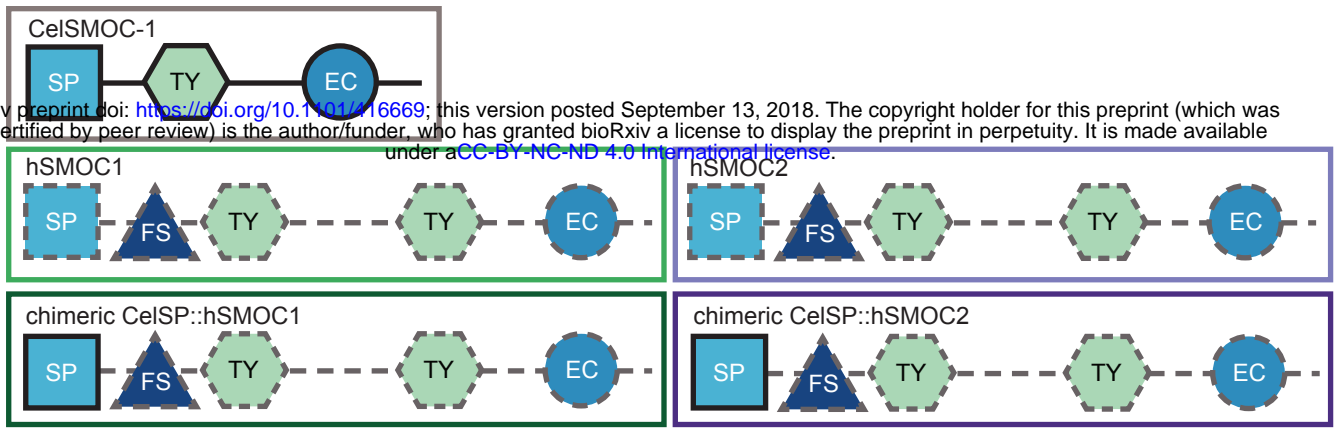 CelSMOC-1
SP TY EC
v preprint doi: https://doi.org/10.1101/416669; this version posted September 13, 2018. The copyright holder for this preprint (which was
ertified by peer review) is the author/funder, who has granted bioRxiv a license to display the preprint in perpetuity. It is made available
under aCC-BY-NC-ND 4.0 International license.
hSMOC1
SP FS TY TY EC
hSMOC2
SP FS TY TY EC
chimeric CelSP::hSMOC1
SP FS TY TY EC
chimeric CelSP::hSMOC2
SP FS TY TY EC